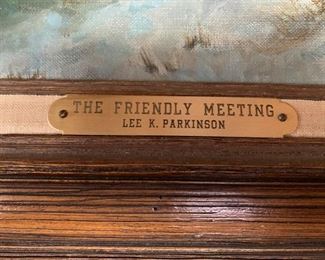 THE FRIENDLY MEETING
LEE K. PARKINSON